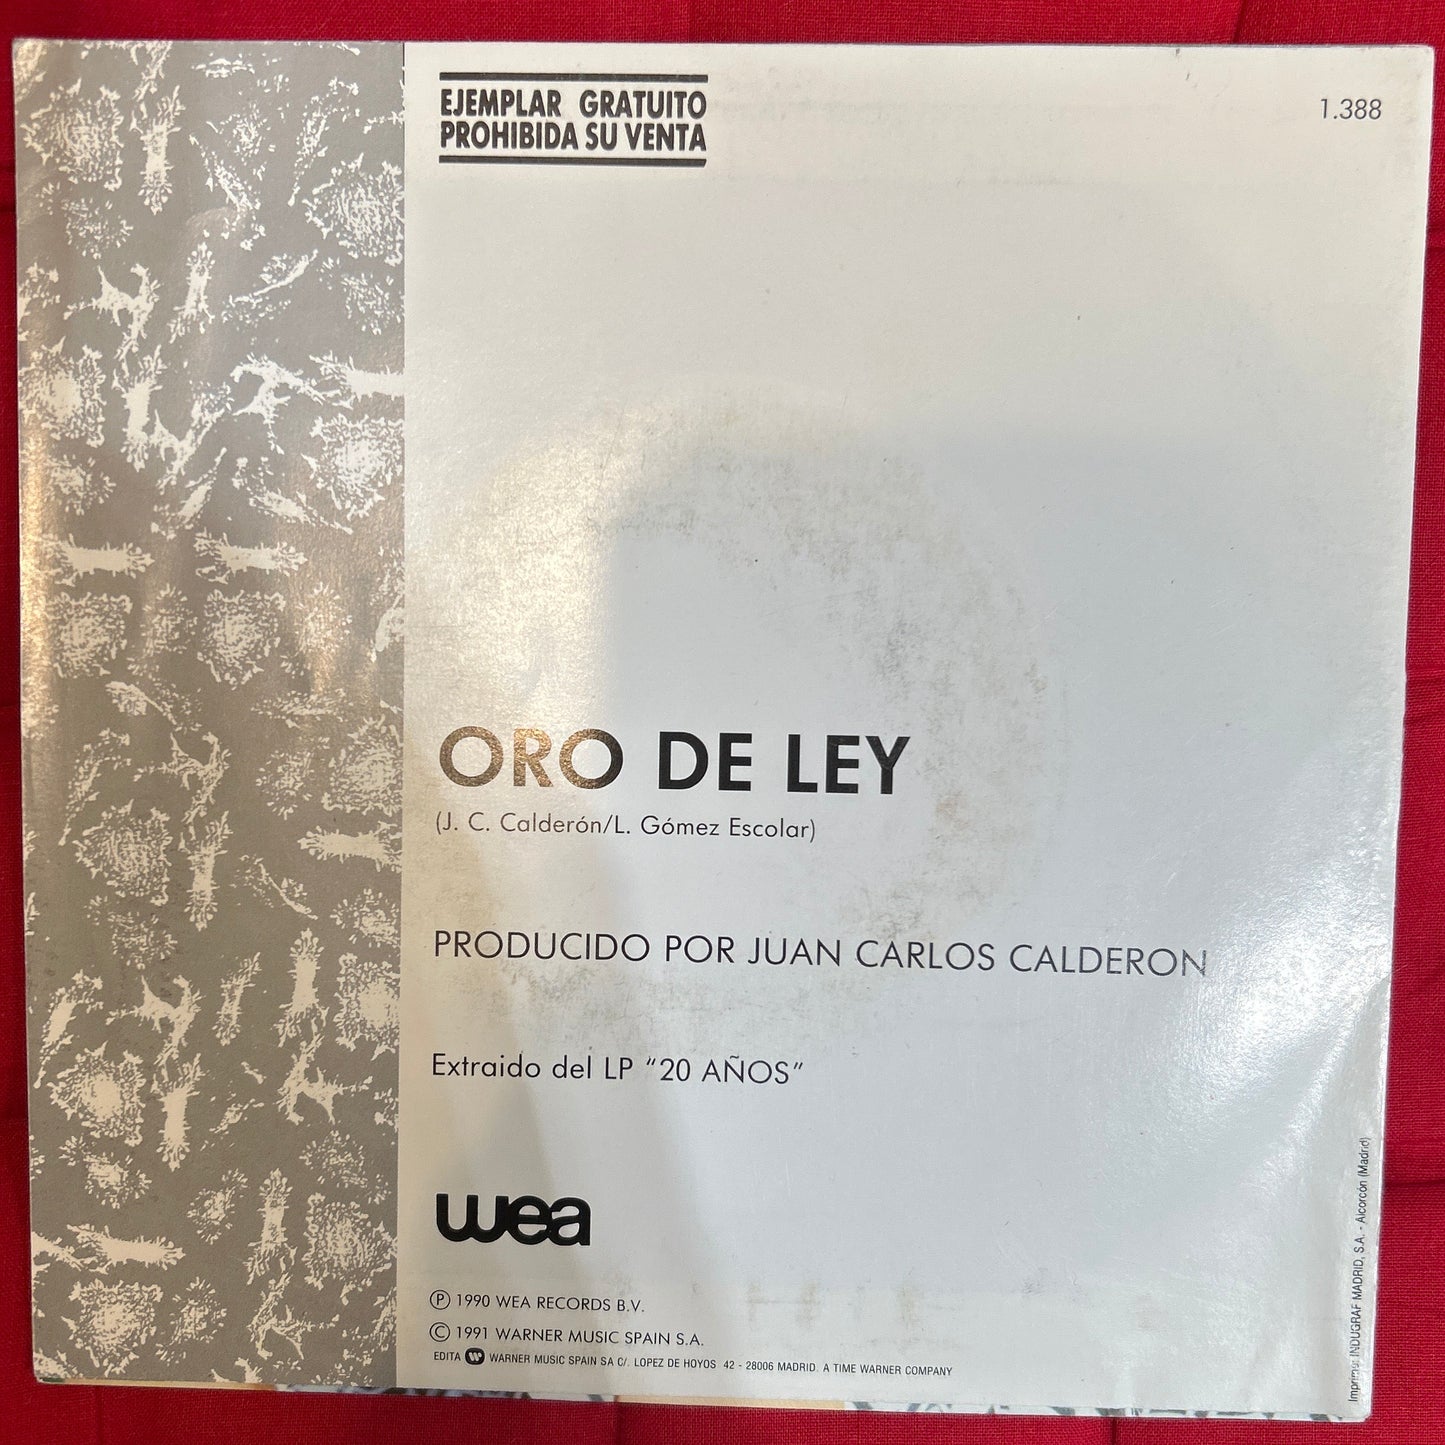 EJEMPLAR GRATUITO
PROHIBIDA SU VENTA
1.388
ORO DE LEY
(J. C. Calderón/L. Gómez Escolar)
PRODUCIDO POR JUAN CARLOS CALDERON
Extraido del LP “20 AÑOS”
wea
Ⓟ 1990 WEA RECORDS B.V.
© 1991 WARNER MUSIC SPAIN S.A.
EDITA W WARNER MUSIC SPAIN SA C/. LOPEZ DE HOYOS 42 - 28006 MADRID. A TIME WARNER COMPANY
Imprime: INDUGRAF MADRID, S.A. - Alcorcón (Madrid)